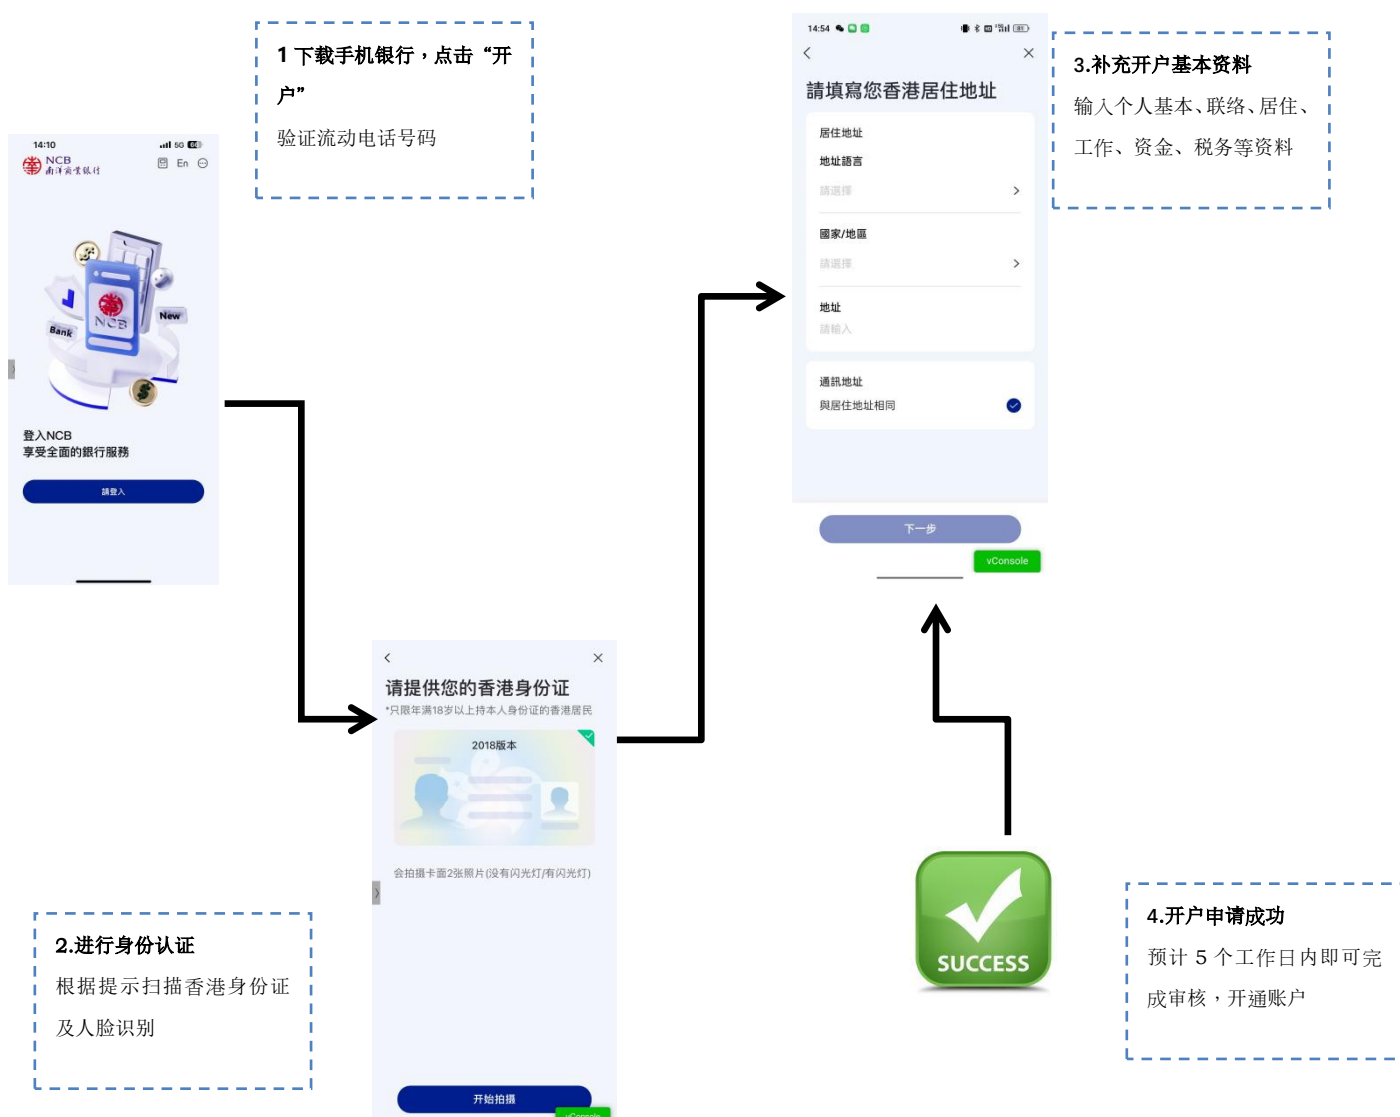 1 下载手机银行，点击“开
户”
验证流动电话号码
14:10
5G
NCB
南洋商業銀行
En
NCB
Bank
New
登入NCB
享受全面的銀行服務
請登入
14:54
請填寫您香港居住地址
居住地址
地址語言
請選擇
國家/地區
請選擇
地址
請輸入
通訊地址
與居住地址相同
下一步
vConsole
3.补充开户基本资料
输入个人基本、联络、居住、
工作、资金、税务等资料
请提供您的香港身份证
*只限年满18岁以上持本人身份证的香港居民
2018版本
会拍摄卡面2张照片(没有闪光灯/有闪光灯)
开始拍摄
vConsole
2.进行身份认证
根据提示扫描香港身份证
及人脸识别
SUCCESS
4.开户申请成功
预计 5 个工作日内即可完
成审核，开通账户